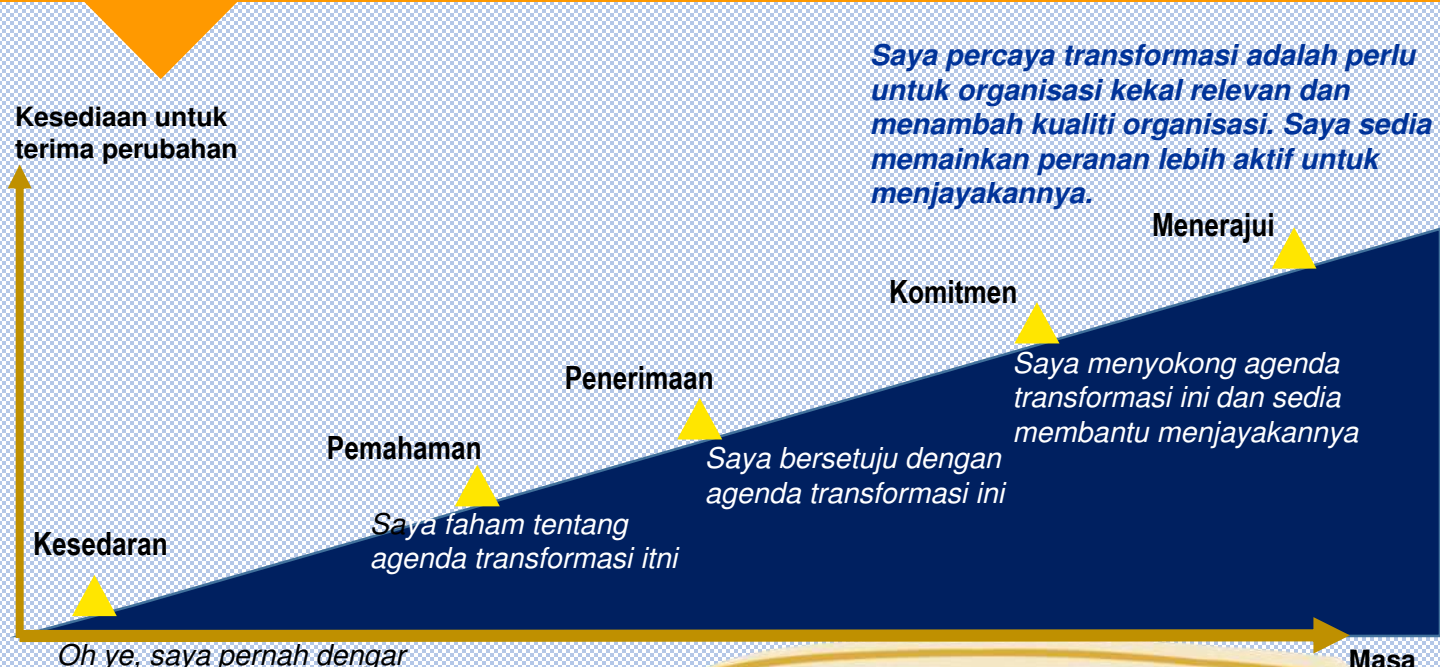 Saya percaya transformasi adalah perlu
untuk organisasi kekal relevan dan
menambah kualiti organisasi. Saya sedia
memainkan peranan lebih aktif untuk
menjayakannya.
Kesediaan untuk
terima perubahan
Menerajui
Komitmen
Saya menyokong agenda
transformasi ini dan sedia
membantu menjayakannya
Penerimaan
Saya bersetuju dengan
agenda transformasi ini
Pemahaman
Saya faham tentang
agenda transformasi itni
Kesedaran
Oh ye, saya pernah dengar
Masa